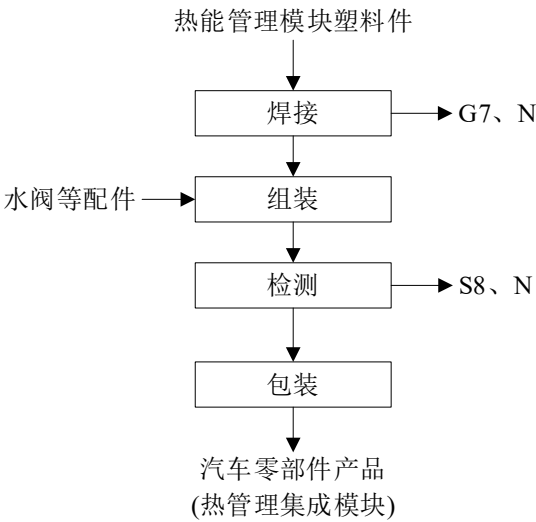 热能管理模块塑料件
焊接
G7、N
水阀等配件
组装
检测
S8、N
包装
汽车零部件产品
(热管理集成模块)